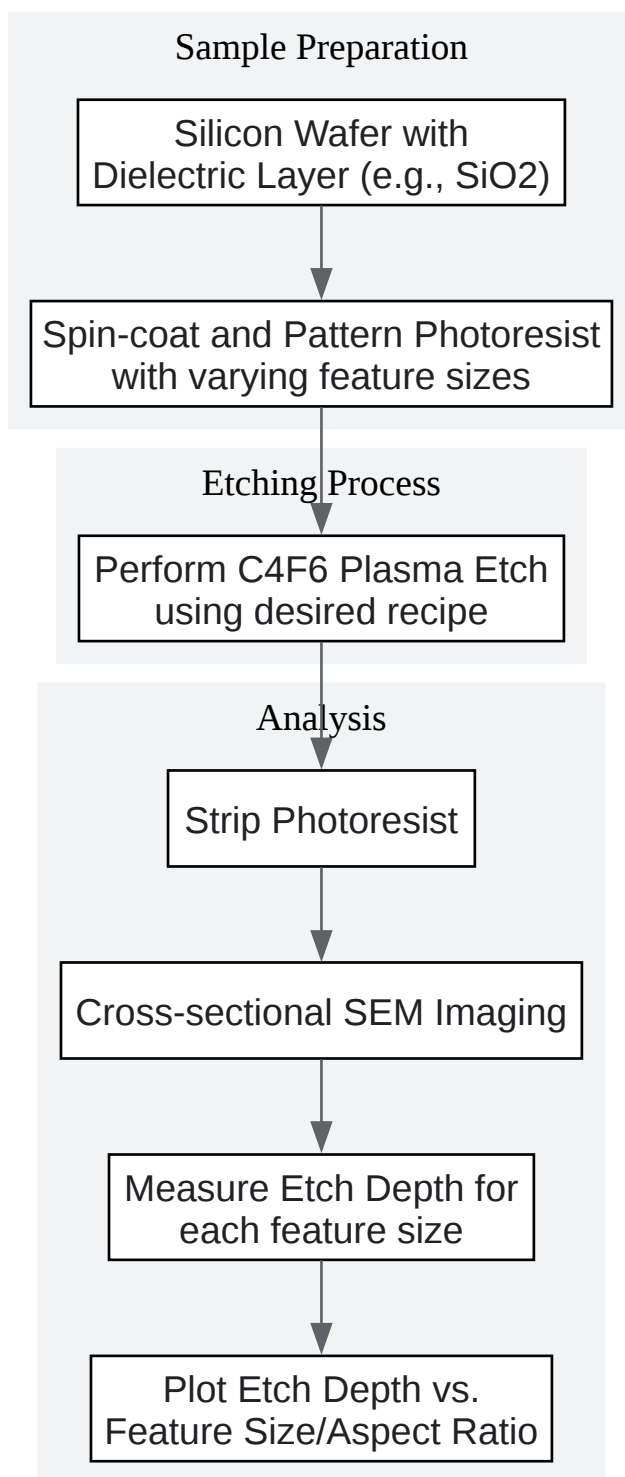 Sample Preparation
Silicon Wafer with
Dielectric Layer (e.g., SiO2)
Spin-coat and Pattern Photoresist
with varying feature sizes
Etching Process
Perform C4F6 Plasma Etch
using desired recipe
Analysis
Strip Photoresist
Cross-sectional SEM Imaging
Measure Etch Depth for
each feature size
Plot Etch Depth vs.
Feature Size/Aspect Ratio